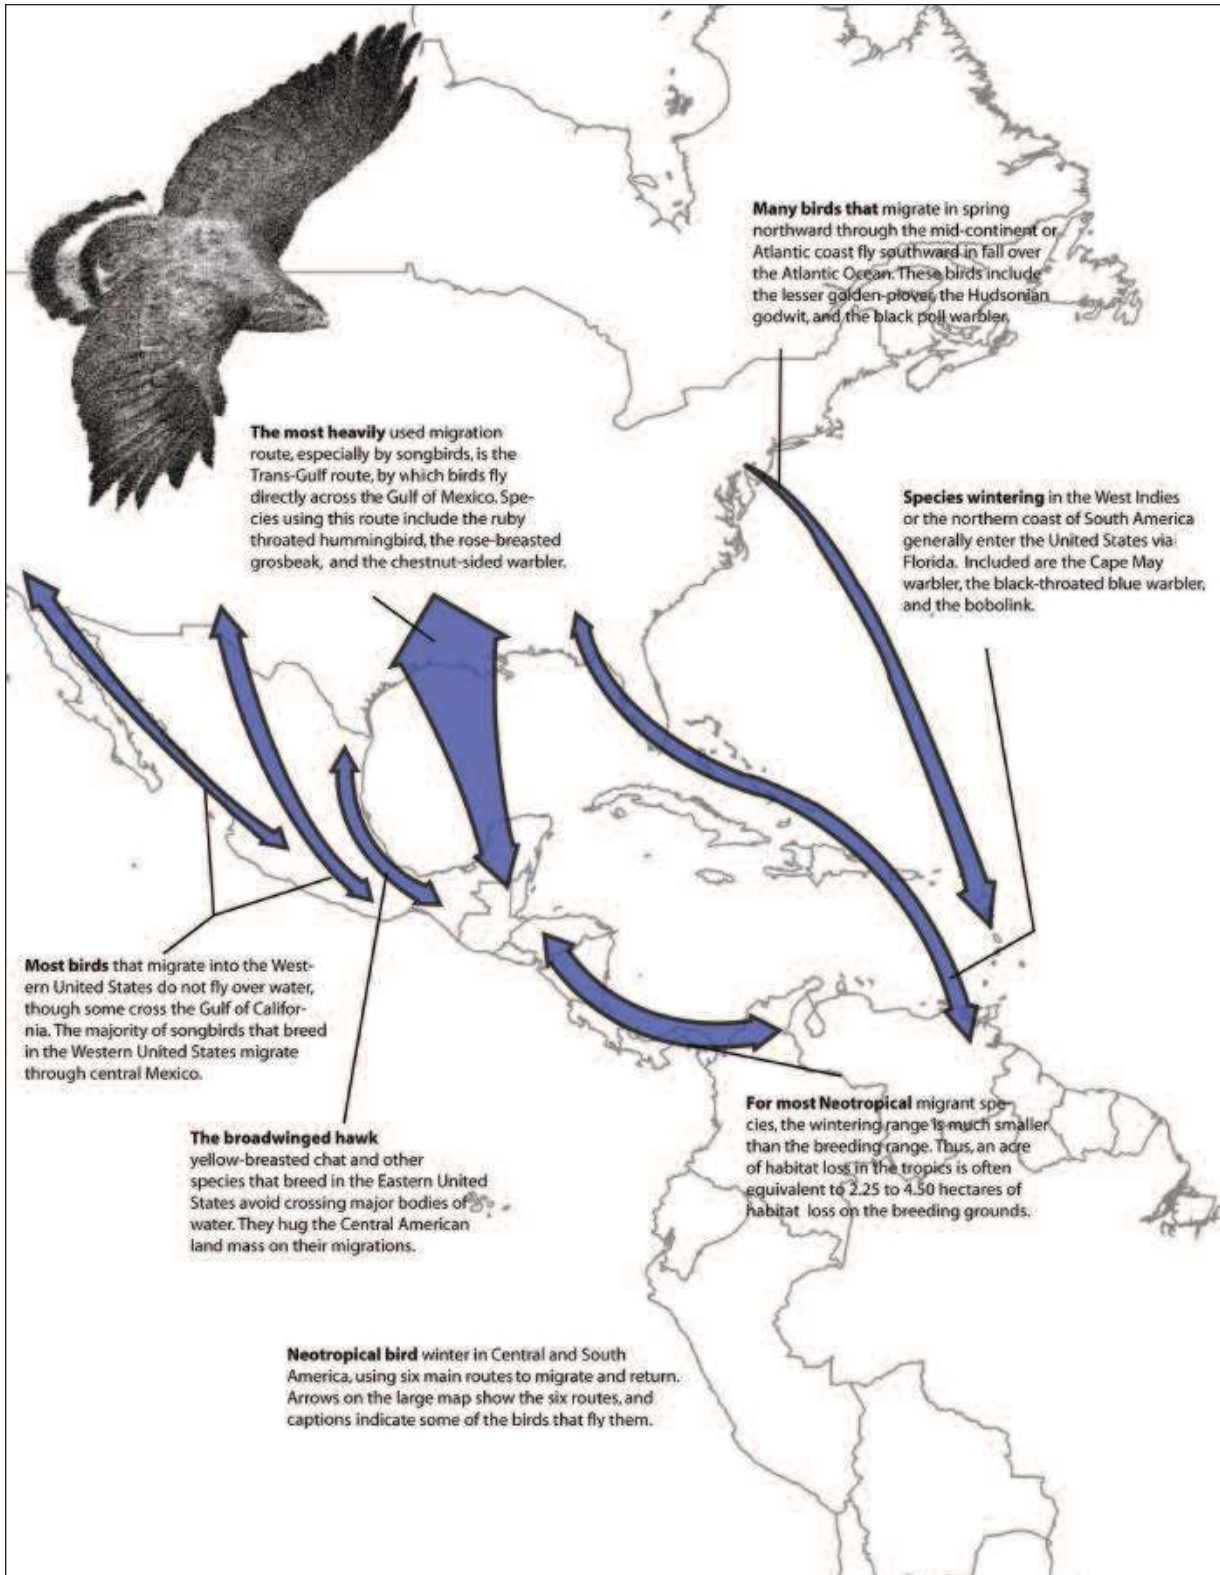 Many birds that migrate in spring
northward through the mid-continent or
Atlantic coast fly southward in fall over
the Atlantic Ocean. These birds include
the lesser golden-plover, the Hudsonian
godwit, and the black poll warbler.
The most heavily used migration
route, especially by songbirds, is the
Trans-Gulf route, by which birds fly
directly across the Gulf of Mexico. Spe-
cies using this route include the ruby
throated hummingbird, the rose-breasted
grosbeak, and the chestnut-sided warbler.
Species wintering in the West Indies
or the northern coast of South America
generally enter the United States via
Florida. Included are the Cape May
warbler, the black-throated blue warbler,
and the bobolink.
Most birds that migrate into the West-
ern United States do not fly over water,
though some cross the Gulf of Califor-
nia. The majority of songbirds that breed
in the Western United States migrate
through central Mexico.
The broadwinged hawk
yellow-breasted chat and other
species that breed in the Eastern United
States avoid crossing major bodies of
water. They hug the Central American
land mass on their migrations.
For most Neotropical migrant spe-
cies, the wintering range is much smaller
than the breeding range. Thus, an acre
of habitat loss in the tropics is often
equivalent to 2.25 to 4.50 hectares of
habitat loss on the breeding grounds.
Neotropical bird winter in Central and South
America, using six main routes to migrate and return.
Arrows on the large map show the six routes, and
captions indicate some of the birds that fly them.